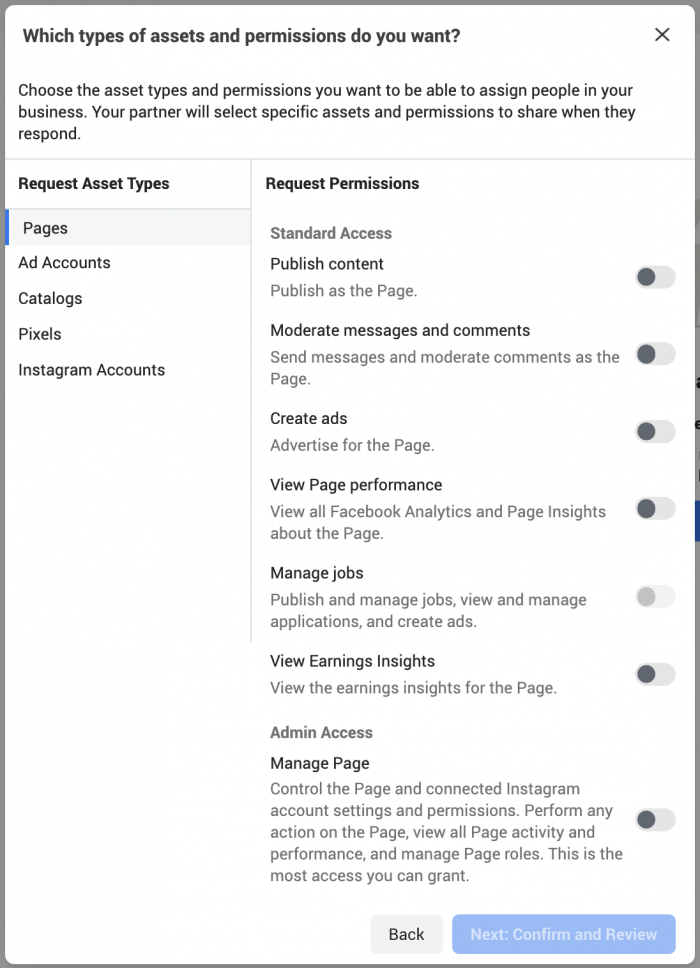 Which types of assets and permissions do you want?
Choose the asset types and permissions you want to be able to assign people in your
business. Your partner will select specific assets and permissions to share when they
respond.
Request Asset Types
Pages
Ad Accounts
Catalogs
Pixels
Instagram Accounts
Request Permissions
Standard Access
Publish content
Publish as the Page.
Moderate messages and comments
Send messages and moderate comments as the
Page.
Create ads
Advertise for the Page.
View Page performance
View all Facebook Analytics and Page Insights
about the Page.
Manage jobs
Publish and manage jobs, view and manage
applications, and create ads.
View Earnings Insights
View the earnings insights for the Page.
Admin Access
Manage Page
Control the Page and connected Instagram
account settings and permissions. Perform any
action on the Page, view all Page activity and
performance, and manage Page roles. This is the
most access you can grant.
Back
Next: Confirm and Review